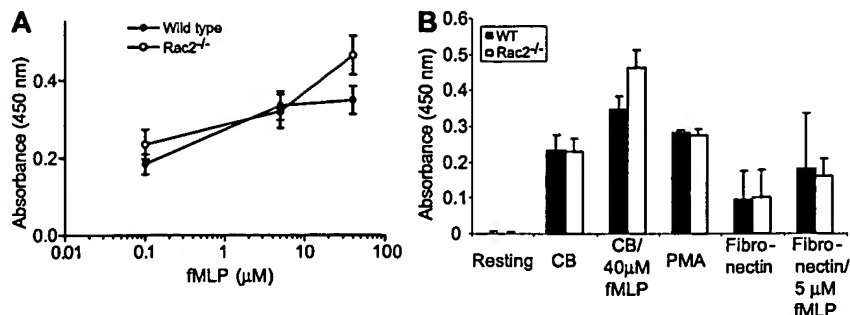 A
Wild type
Rac2-/-
Absorbance (450 nm)
0.4
0.2
0.0
0.01
0.1
1
10
100
fMLP (µM)
B
WT
Rac2-/-
Absorbance (450 nm)
0.6
0.5
0.4
0.3
0.2
0.1
0
Resting
CB
CB/
40µM
fMLP
PMA
Fibro-
nectin
Fibro-
nectin/
5 µM
fMLP